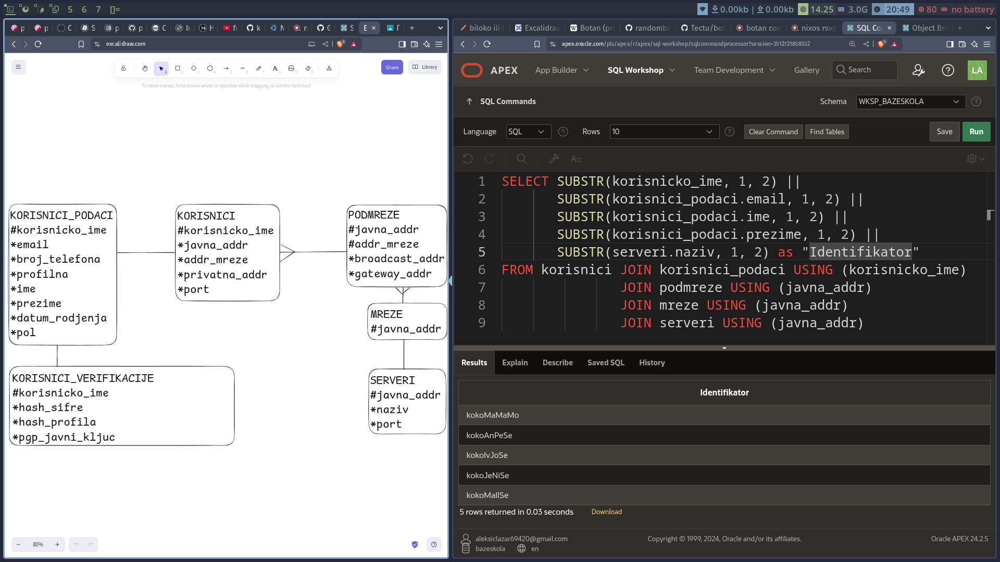 5 6 7 []=
0.00kb | 0.00kb 14.25 3.0G 20:49 80 no battery
excalidraw.com
Share
Library
To move canvas, hold mouse wheel or spacebar while dragging, or use the hand tool
KORISNICI_PODACI
#korisnicko_ime
*email
*broj_telefona
*profilna
*ime
*prezime
*datum_rodjenja
*pol
KORISNICI
#korisnicko_ime
*javna_addr
*addr_mreze
*privatna_addr
*port
PODMREZE
#javna_addr
#addr_mreze
*broadcast_addr
*gateway_addr
MREZE
#javna_addr
KORISNICI_VERIFIKACIJE
#korisnicko_ime
*hash_sifre
*hash_profila
*pgp_javni_kljuc
SERVERI
#javna_addr
*naziv
*port
80%
biloko ili Excalidraw Botan (pro randombi Tectu/bot botan con nixos rsvg SQL Co Object Bro
apex.oracle.com/pls/apex/r/apex/sql-workshop/sqlcommandprocessor?session=3512721858532
APEX App Builder SQL Workshop Team Development Gallery Search LA
SQL Commands Schema WKSP_BAZESKOLA
Language SQL Rows 10 Clear Command Find Tables Save Run
1 SELECT SUBSTR(korisnicko_ime, 1, 2) ||
2 SUBSTR(korisnici_podaci.email, 1, 2) ||
3 SUBSTR(korisnici_podaci.ime, 1, 2) ||
4 SUBSTR(korisnici_podaci.prezime, 1, 2) ||
5 SUBSTR(serveri.naziv, 1, 2) as "Identifikator"
6 FROM korisnici JOIN korisnici_podaci USING (korisnicko_ime)
7 JOIN podmreze USING (javna_addr)
8 JOIN mreze USING (javna_addr)
9 JOIN serveri USING (javna_addr)
Results Explain Describe Saved SQL History
Identifikator
kokoMaMaMo
kokoAnPeSe
kokoIvJoSe
kokoJeNiSe
kokoMaIlSe
5 rows returned in 0.03 seconds Download
aleksiclazar69420@gmail.com Copyright © 1999, 2024, Oracle and/or its affiliates. Oracle APEX 24.2.5
bazeskola en